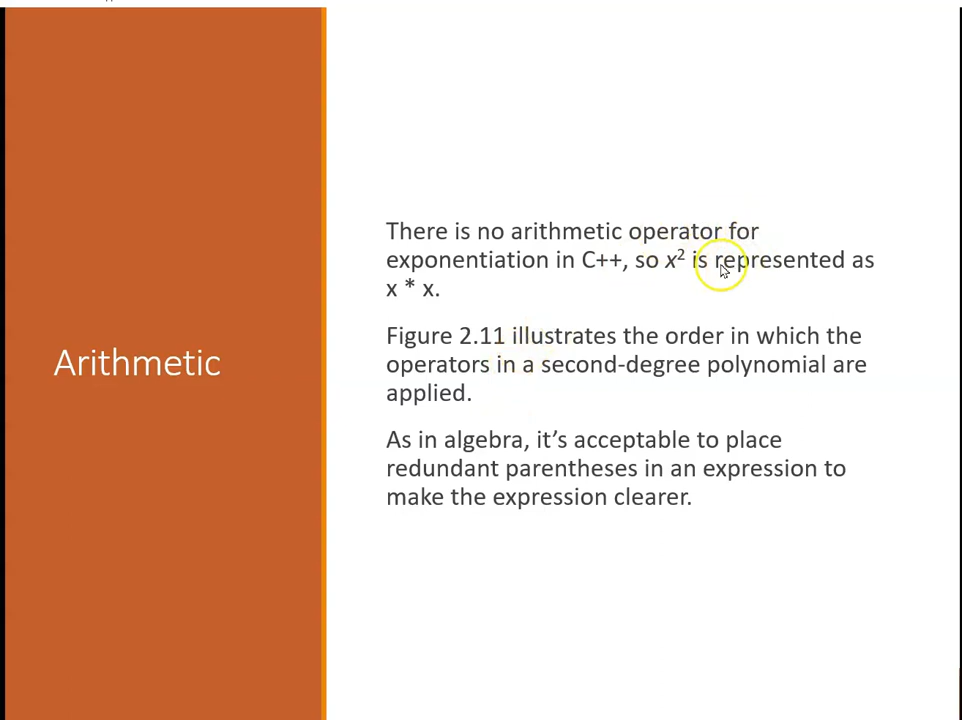 Arithmetic
There is no arithmetic operator for
exponentiation in C++, so x² is represented as
x * x.
Figure 2.11 illustrates the order in which the
operators in a second-degree polynomial are
applied.
As in algebra, it’s acceptable to place
redundant parentheses in an expression to
make the expression clearer.